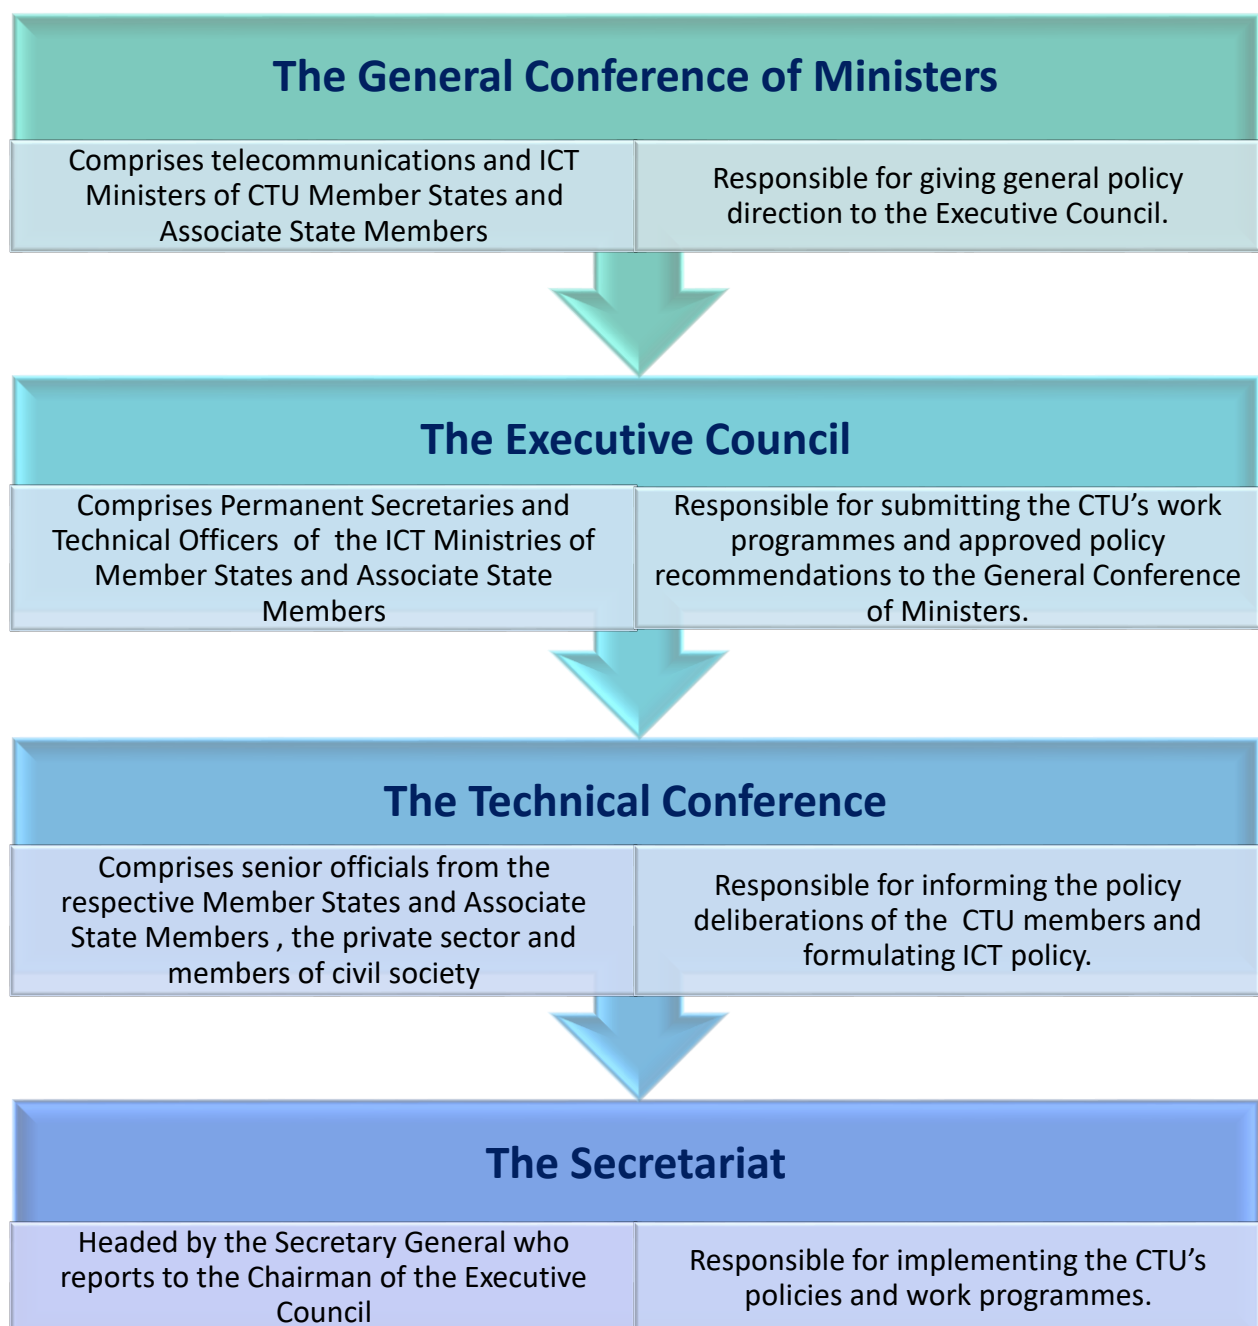 The General Conference of Ministers
Comprises telecommunications and ICT
Ministers of CTU Member States and
Associate State Members
Responsible for giving general policy
direction to the Executive Council.
The Executive Council
Comprises Permanent Secretaries and
Technical Officers of the ICT Ministries of
Member States and Associate State
Members
Responsible for submitting the CTU’s work
programmes and approved policy
recommendations to the General Conference
of Ministers.
The Technical Conference
Comprises senior officials from the
respective Member States and Associate
State Members , the private sector and
members of civil society
Responsible for informing the policy
deliberations of the CTU members and
formulating ICT policy.
The Secretariat
Headed by the Secretary General who
reports to the Chairman of the Executive
Council
Responsible for implementing the CTU’s
policies and work programmes.